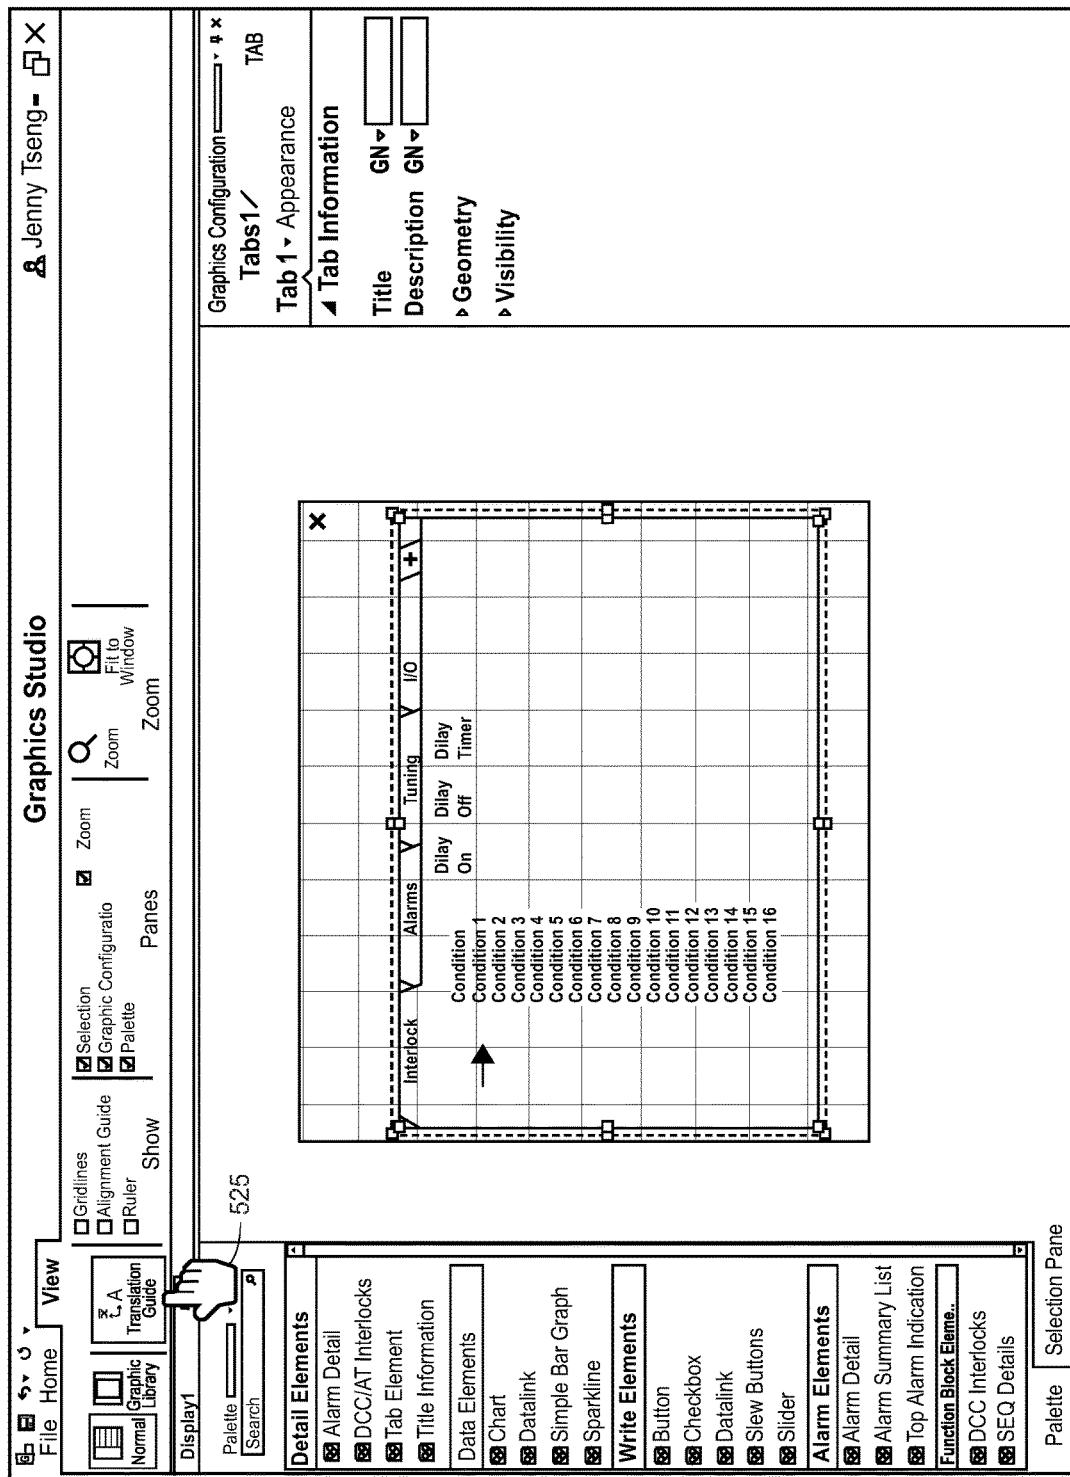 Graphics Studio
Jenny Tseng
File Home View
Normal
Graphic
Library
A
Translation
Guide
Gridlines
Alignment Guide
Ruler
Show
Selection
Graphic Configuratio
Palette
Zoom
Panes
Zoom
Fit to
Window
Zoom
Display1
Palette
Search
525
Detail Elements
Alarm Detail
DCC/AT Interlocks
Tab Element
Title Information
Data Elements
Chart
Datalink
Simple Bar Graph
Sparkline
Write Elements
Button
Checkbox
Datalink
Slew Buttons
Slider
Alarm Elements
Alarm Detail
Alarm Summary List
Top Alarm Indication
Function Block Eleme..
DCC Interlocks
SEQ Details
Palette Selection Pane
Interlock Alarms Tuning I/O +
Dilay
On
Dilay
Off
Dilay
Timer
Condition
Condition 1
Condition 2
Condition 3
Condition 4
Condition 5
Condition 6
Condition 7
Condition 8
Condition 9
Condition 10
Condition 11
Condition 12
Condition 13
Condition 14
Condition 15
Condition 16
Graphics Configuration
Tabs1 TAB
Tab1 Appearance
Tab Information
Title GN
Description GN
Geometry
Visibility